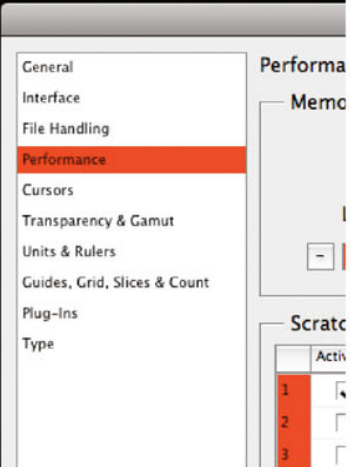 General
Interface
File Handling
Performance
Cursors
Transparency & Gamut
Units & Rulers
Guides, Grid, Slices & Count
Plug-Ins
Type
Performa
Memo
-
Scratc
Activ
1
2
3